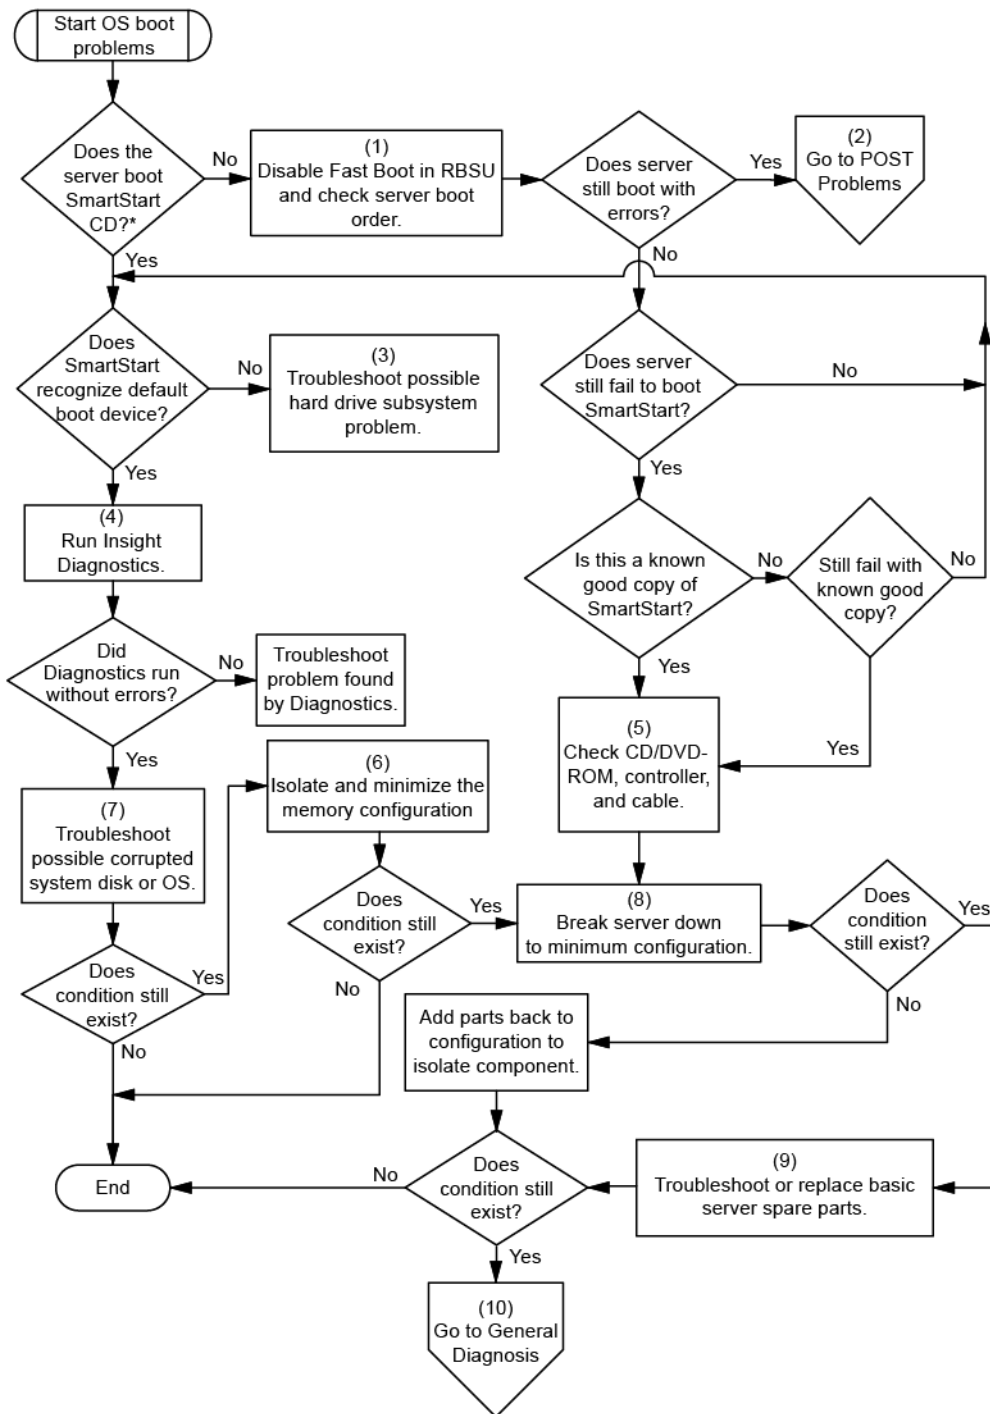 Start OS boot
problems
Does the
server boot
SmartStart
CD?*
No
Yes
(1)
Disable Fast Boot in RBSU
and check server boot
order.
Does server
still boot with
errors?
Yes
No
(2)
Go to POST
Problems
Does
SmartStart
recognize default
boot device?
No
Yes
(3)
Troubleshoot possible
hard drive subsystem
problem.
Does server
still fail to boot
SmartStart?
No
Yes
(4)
Run Insight
Diagnostics.
Is this a known
good copy of
SmartStart?
No
Yes
Still fail with
known good
copy?
No
Yes
Did
Diagnostics run
without errors?
No
Yes
Troubleshoot
problem found
by Diagnostics.
(5)
Check CD/DVD-
ROM, controller,
and cable.
(6)
Isolate and minimize the
memory configuration
(7)
Troubleshoot
possible corrupted
system disk or OS.
Does
condition still
exist?
Yes
No
(8)
Break server down
to minimum configuration.
Does
condition
still exist?
Yes
No
Does
condition still
exist?
Yes
No
Add parts back to
configuration to
isolate component.
End
No
Does
condition still
exist?
Yes
(9)
Troubleshoot or replace basic
server spare parts.
(10)
Go to General
Diagnosis